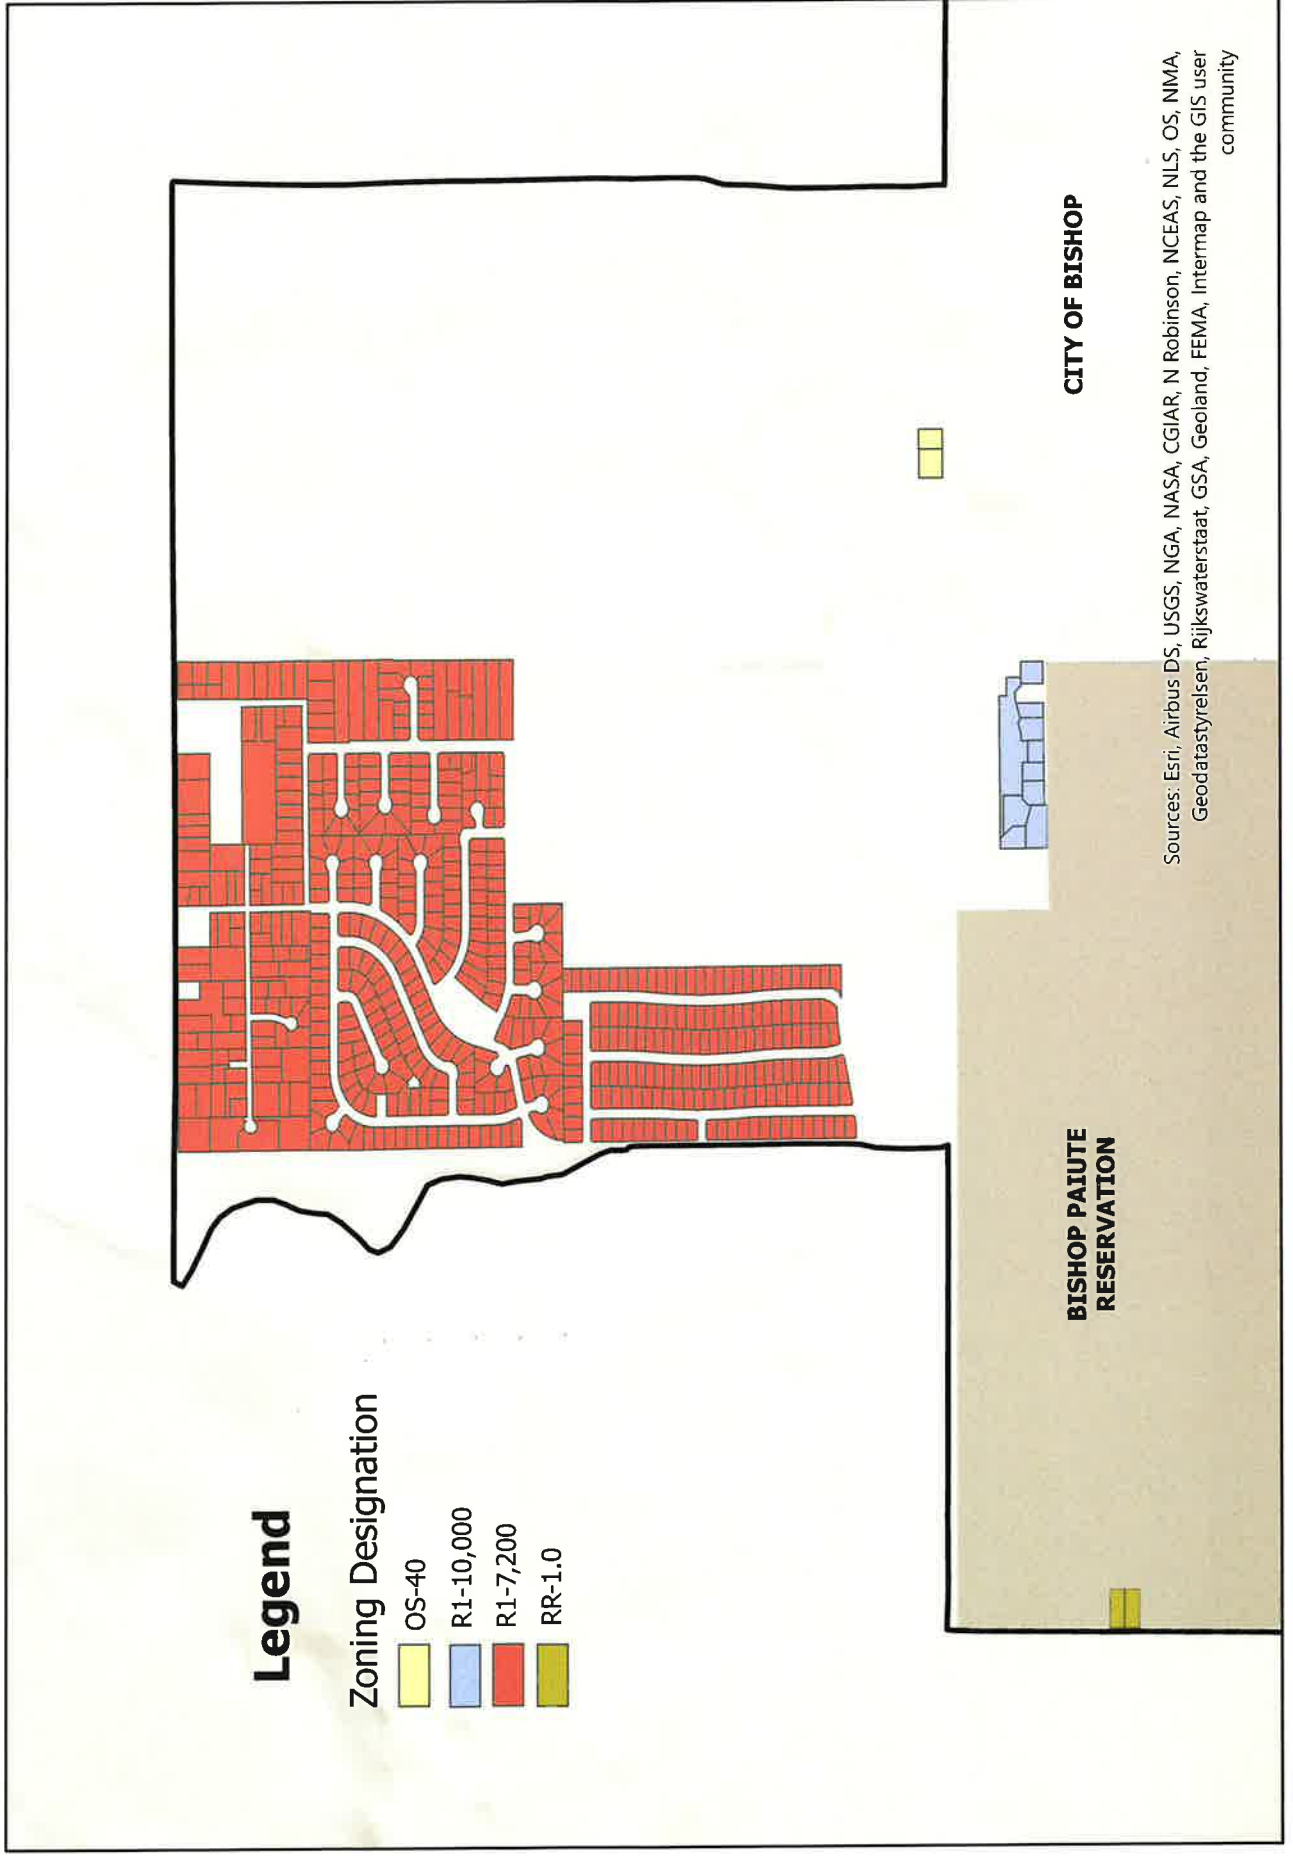 Legend
Zoning Designation
OS-40
R1-10,000
R1-7,200
RR-1.0
BISHOP PAIUTE
RESERVATION
CITY OF BISHOP
Sources: Esri, Airbus DS, USGS, NGA, NASA, CGIAR, N Robinson, NCEAS, NLS, OS, NMA,
Geodatastyrelsen, Rijkswaterstaat, GSA, Geoland, FEMA, Intermap and the GIS user
community